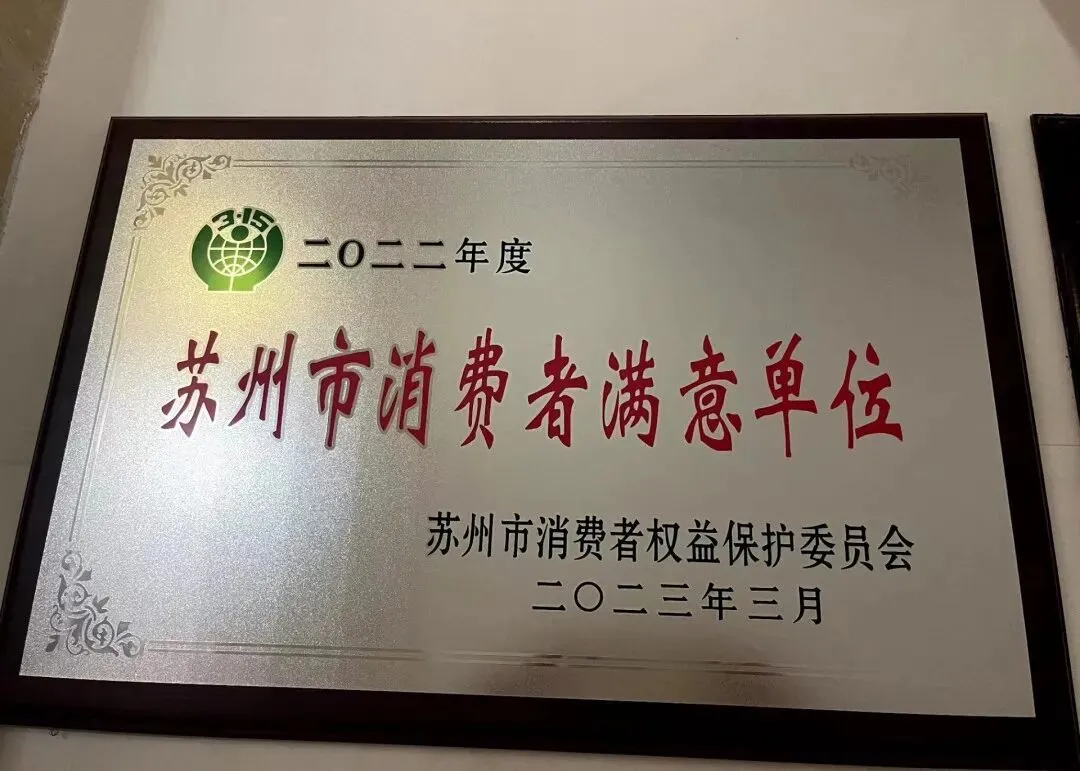 3·15
二〇二二年度
苏州市消费者满意单位
苏州市消费者权益保护委员会
二〇二三年三月